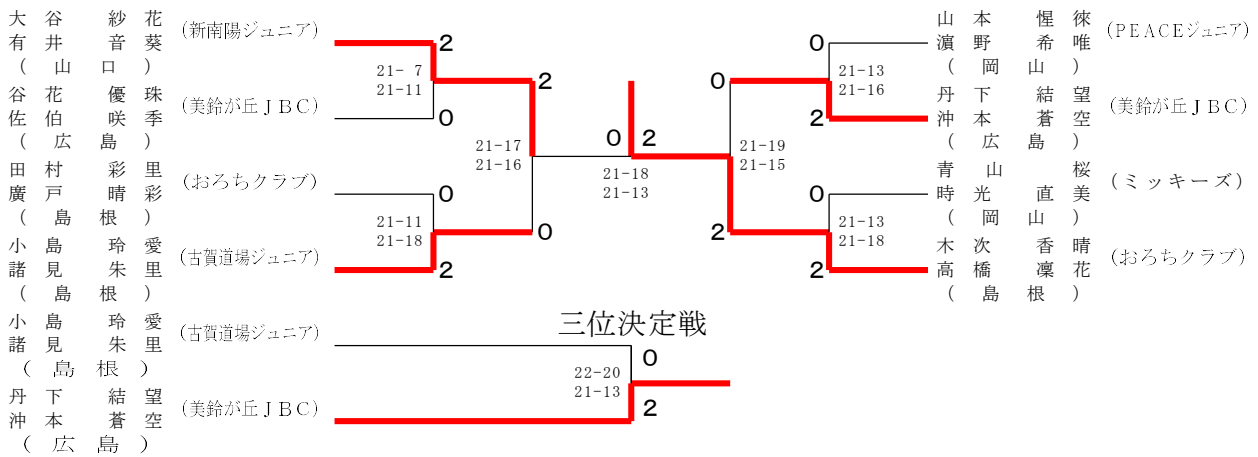 大谷 紗花
有井 音葵
(山口)
(新南陽ジュニア)
谷花 優珠
佐伯 咲季
(広島)
(美鈴が丘ＪＢＣ)
田村 彩里
廣戸 晴彩
(島根)
(おろちクラブ)
小島 玲愛
諸見 朱里
(島根)
(古賀道場ジュニア)
2
21- 7
21-11
0
0
21-11
21-18
2
2
21-17
21-16
0
0 2
21-18
21-13
0
21-19
21-15
2
0
21-13
21-16
2
0
21-13
21-18
2
山本 惺徠
濵野 希唯
(岡山)
(PEACEジュニア)
丹下 結望
沖本 蒼空
(広島)
(美鈴が丘ＪＢＣ)
青山 桜
時光 直美
(岡山)
(ミッキーズ)
木次 香晴
高橋 凜花
(島根)
(おろちクラブ)
三位決定戦
小島 玲愛
諸見 朱里
(島根)
(古賀道場ジュニア)
丹下 結望
沖本 蒼空
(広島)
(美鈴が丘ＪＢＣ)
0
22-20
21-13
2